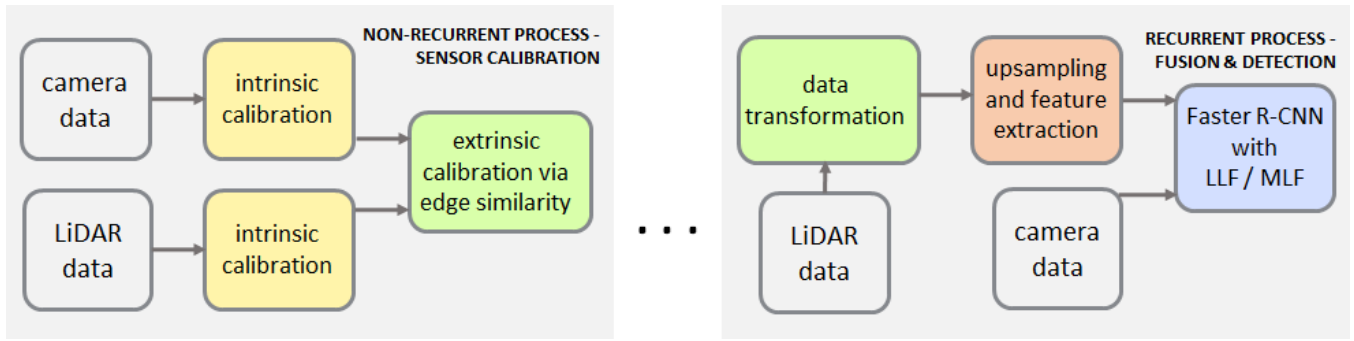 NON-RECURRENT PROCESS -
SENSOR CALIBRATION
camera
data
intrinsic
calibration
extrinsic
calibration via
edge similarity
LiDAR
data
intrinsic
calibration
. . .
RECURRENT PROCESS -
FUSION & DETECTION
data
transformation
upsampling
and feature
extraction
Faster R-CNN
with
LLF / MLF
LiDAR
data
camera
data